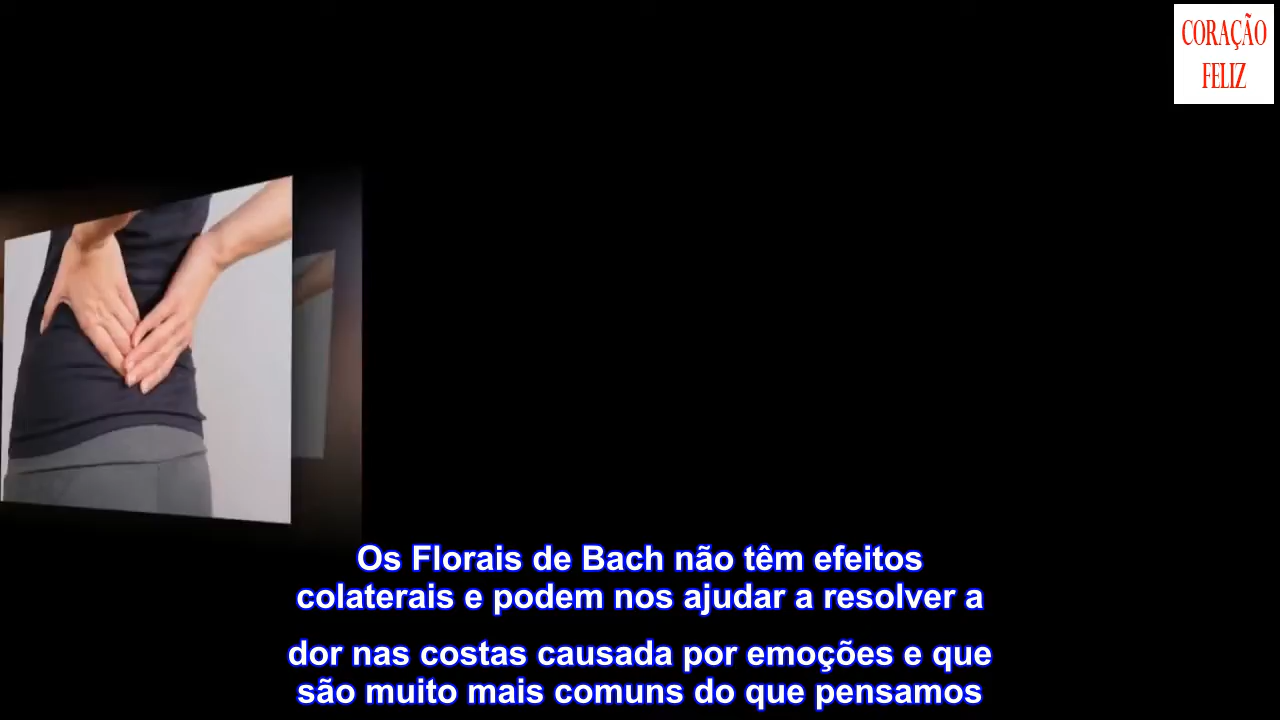 CORAÇÃO
FELIZ
Os Florais de Bach não têm efeitos
colaterais e podem nos ajudar a resolver a
dor nas costas causada por emoções e que
são muito mais comuns do que pensamos